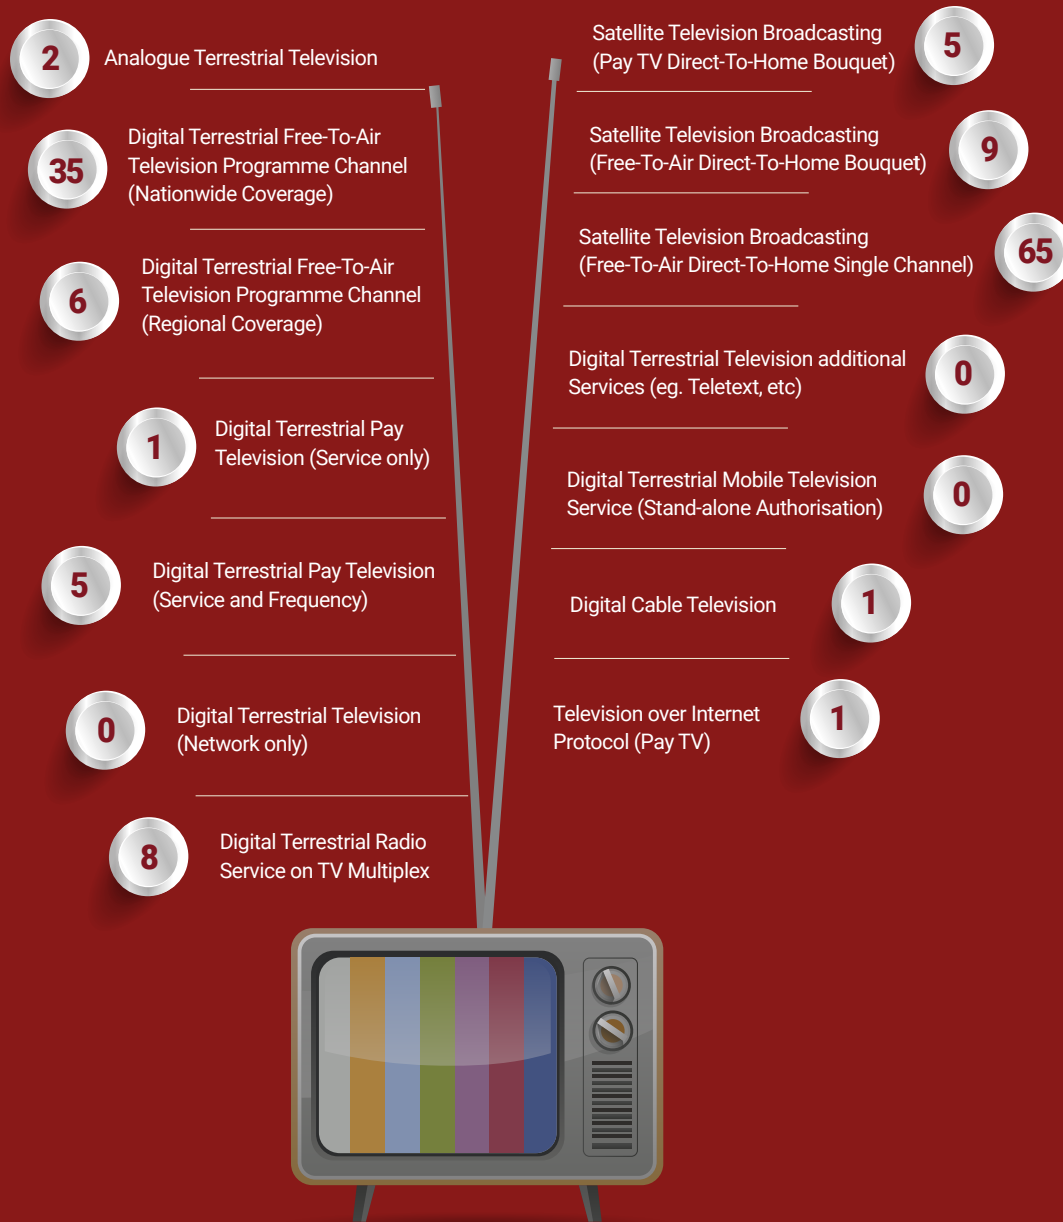 2
Analogue Terrestrial Television
35
Digital Terrestrial Free-To-Air
Television Programme Channel
(Nationwide Coverage)
6
Digital Terrestrial Free-To-Air
Television Programme Channel
(Regional Coverage)
1
Digital Terrestrial Pay
Television (Service only)
5
Digital Terrestrial Pay Television
(Service and Frequency)
0
Digital Terrestrial Television
(Network only)
8
Digital Terrestrial Radio
Service on TV Multiplex
Satellite Television Broadcasting
(Pay TV Direct-To-Home Bouquet)
5
Satellite Television Broadcasting
(Free-To-Air Direct-To-Home Bouquet)
9
Satellite Television Broadcasting
(Free-To-Air Direct-To-Home Single Channel)
65
Digital Terrestrial Television additional
Services (eg. Teletext, etc)
0
Digital Terrestrial Mobile Television
Service (Stand-alone Authorisation)
0
Digital Cable Television
1
Television over Internet
Protocol (Pay TV)
1